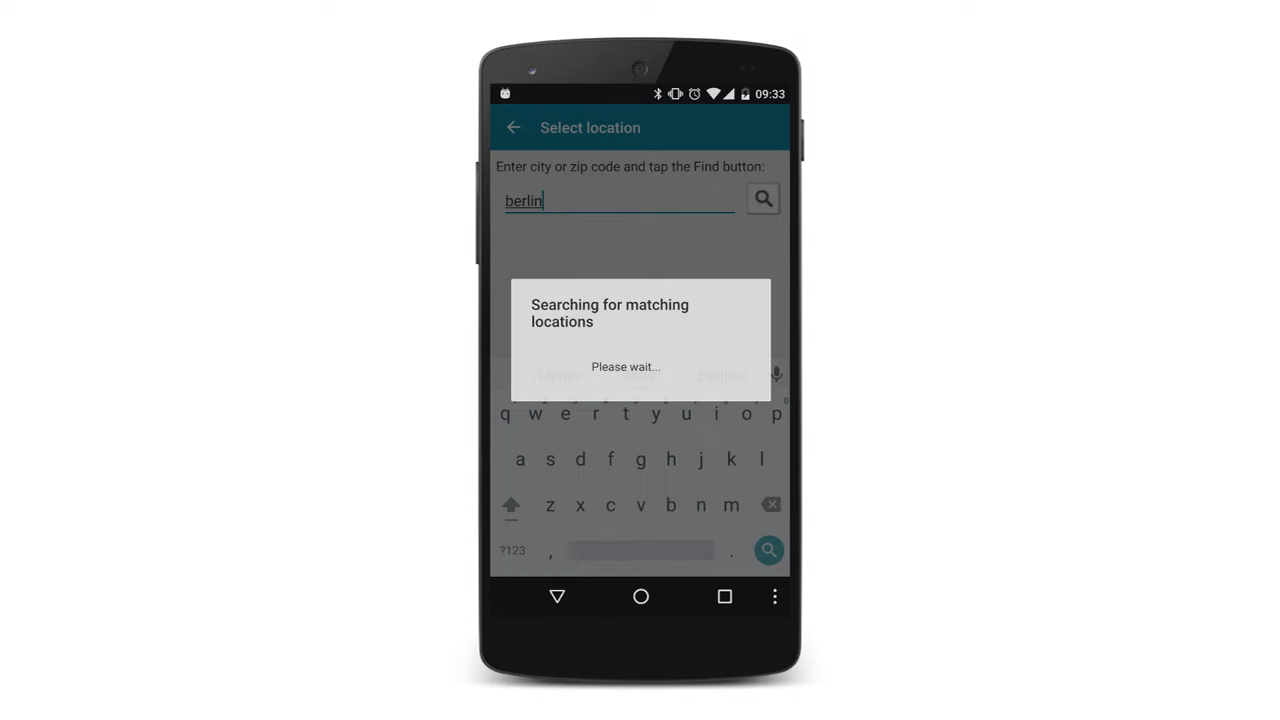 09:33
Select location
Enter city or zip code and tap the Find button:
berlin
Searching for matching
locations
Please wait...
q w e r t y u i o p
a s d f g h j k l
z x c v b n m
?123 , .